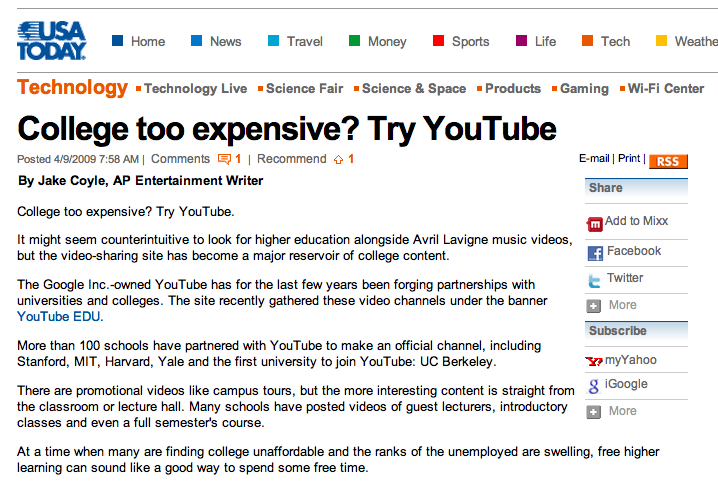 USA TODAY.
Home News Travel Money Sports Life Tech Weathe
Technology Technology Live Science Fair Science & Space Products Gaming Wi-Fi Center
College too expensive? Try YouTube
Posted 4/9/2009 7:58 AM | Comments 1 | Recommend 1
E-mail | Print | RSS
By Jake Coyle, AP Entertainment Writer
College too expensive? Try YouTube.
It might seem counterintuitive to look for higher education alongside Avril Lavigne music videos,
but the video-sharing site has become a major reservoir of college content.
The Google Inc.-owned YouTube has for the last few years been forging partnerships with
universities and colleges. The site recently gathered these video channels under the banner
YouTube EDU.
More than 100 schools have partnered with YouTube to make an official channel, including
Stanford, MIT, Harvard, Yale and the first university to join YouTube: UC Berkeley.
There are promotional videos like campus tours, but the more interesting content is straight from
the classroom or lecture hall. Many schools have posted videos of guest lecturers, introductory
classes and even a full semester's course.
At a time when many are finding college unaffordable and the ranks of the unemployed are swelling, free higher
learning can sound like a good way to spend some free time.
Share
Add to Mixx
Facebook
Twitter
More
Subscribe
myYahoo
iGoogle
More